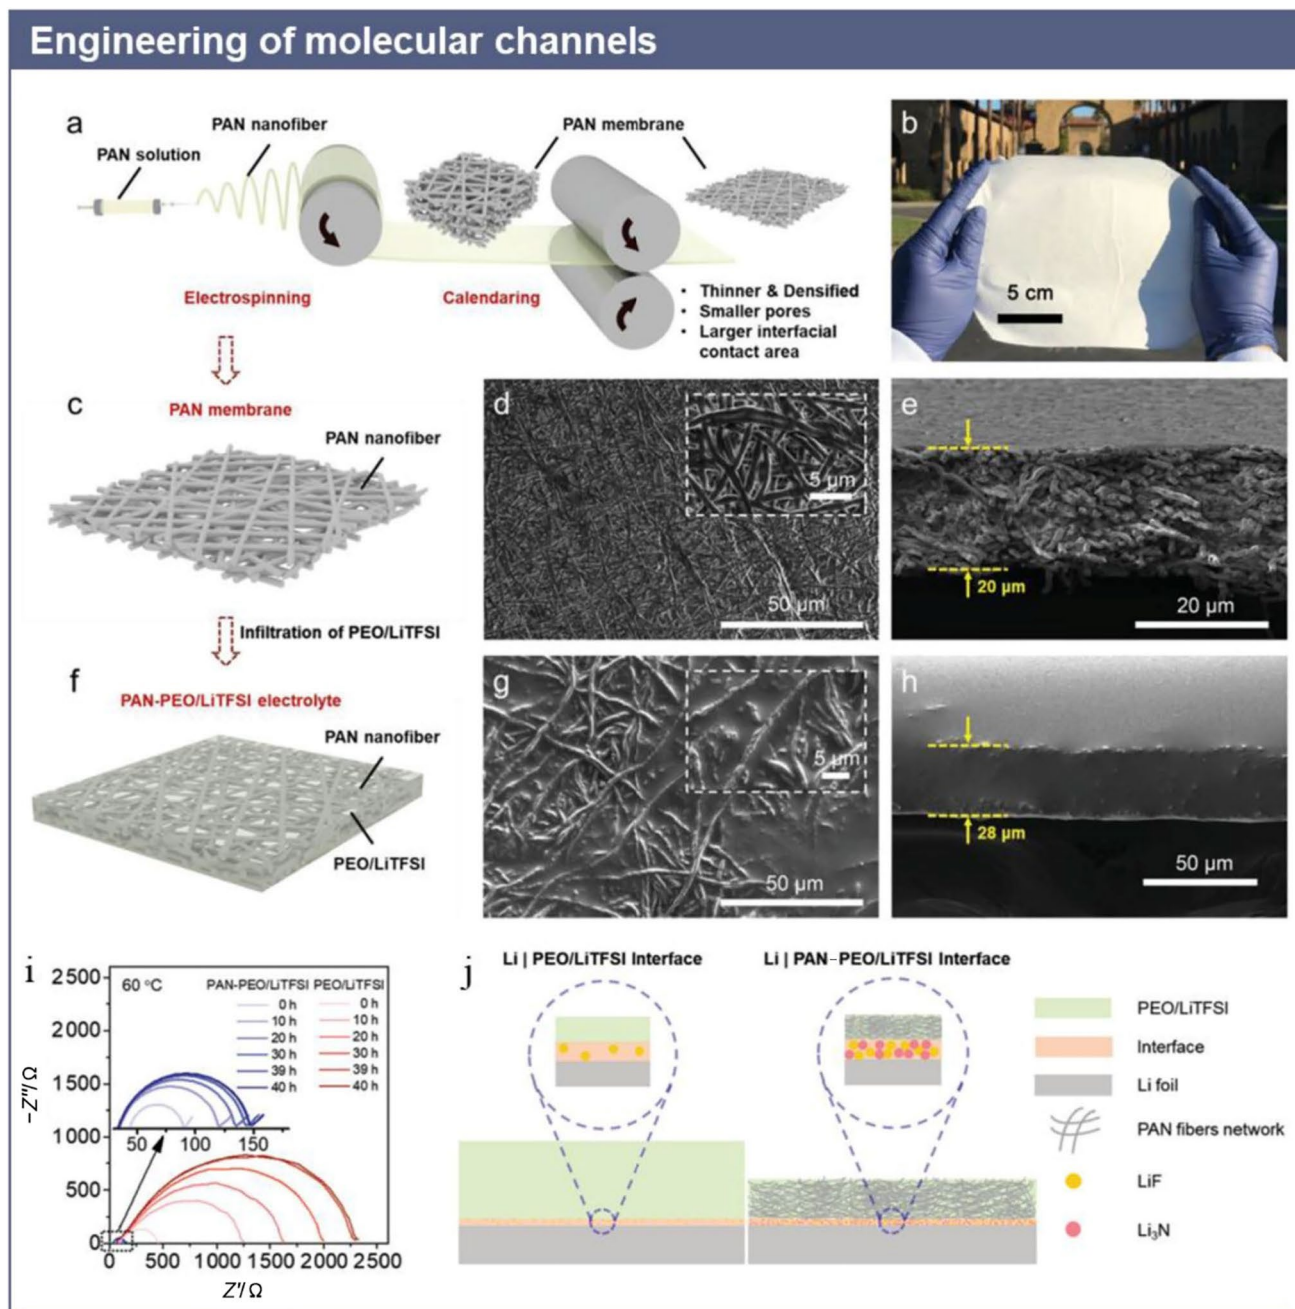 Engineering of molecular channels
a
PAN nanofiber
PAN membrane
PAN solution
Electrospinning
Calendaring
• Thinner & Densified
• Smaller pores
• Larger interfacial
contact area
b
5 cm
c
PAN membrane
PAN nanofiber
Infiltration of PEO/LiTFSI
d
5 μm
50 μm
e
20 μm
20 μm
f
PAN-PEO/LiTFSI electrolyte
PAN nanofiber
PEO/LiTFSI
g
5 μm
50 μm
h
28 μm
50 μm
i
60 °C
PAN-PEO/LiTFSI PEO/LiTFSI
0 h 0 h
10 h 10 h
20 h 20 h
30 h 30 h
39 h 39 h
40 h 40 h
2500
2000
1500
1000
500
0
50 100 150
0 500 1000 1500 2000 2500
−Z″/Ω
Z′/Ω
j
Li | PEO/LiTFSI Interface
Li | PAN–PEO/LiTFSI Interface
PEO/LiTFSI
Interface
Li foil
PAN fibers network
LiF
Li₃N